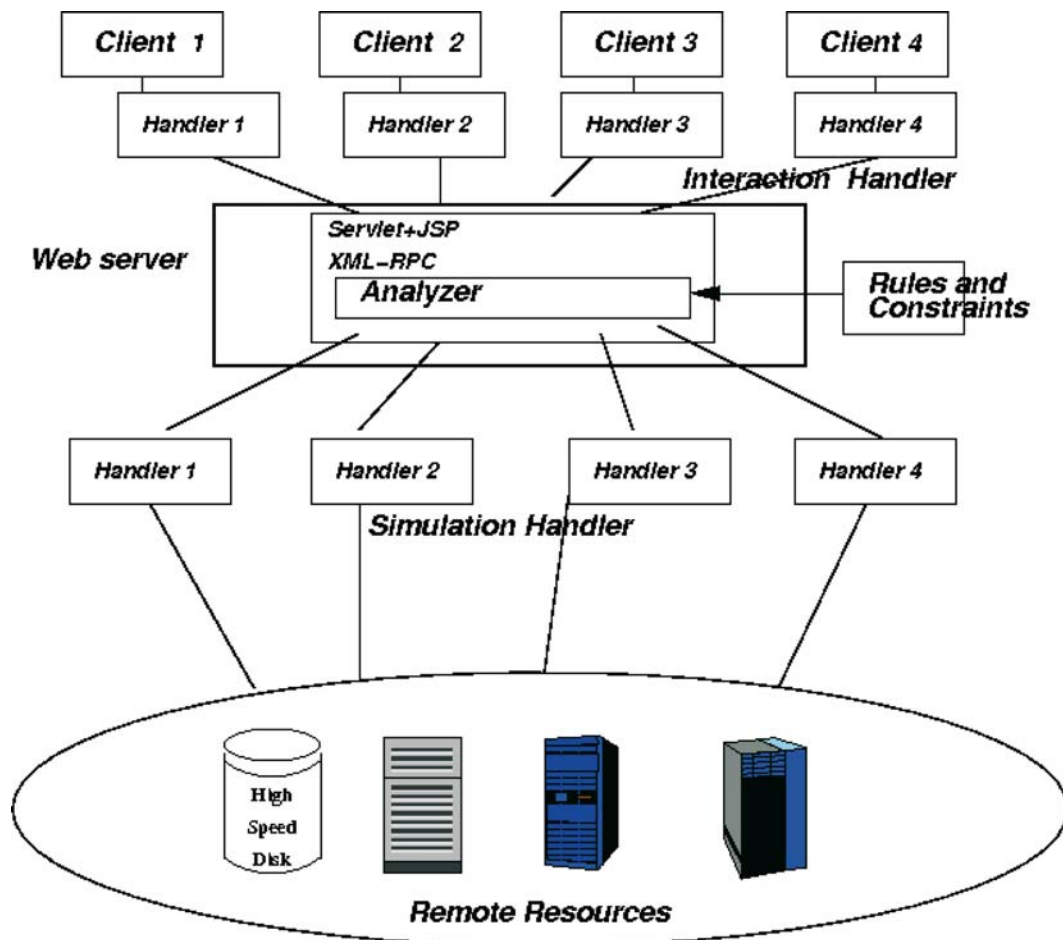 Client 1
Client 2
Client 3
Client 4
Handler 1
Handler 2
Handler 3
Handler 4
Interaction Handler
Servlet+JSP
Web server
XML-RPC
Analyzer
Rules and
Constraints
Handler 1
Handler 2
Handler 3
Handler 4
Simulation Handler
High
Speed
Disk
Remote Resources